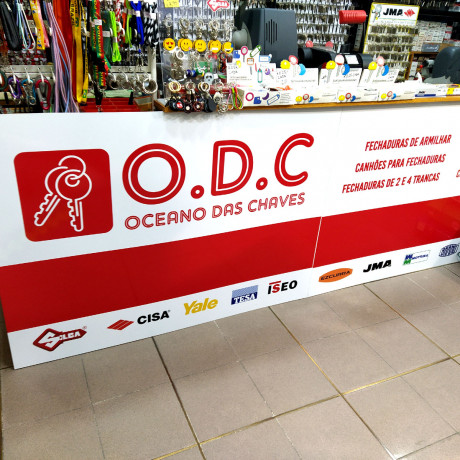 JMA
O.D.C
OCEANO DAS CHAVES
FECHADURAS DE ARMILHAR
CANHÕES PARA FECHADURAS
FECHADURAS DE 2 E 4 TRANCAS
SILCA
CISA
Yale
TESA
ISEO
EZCURRA
JMA